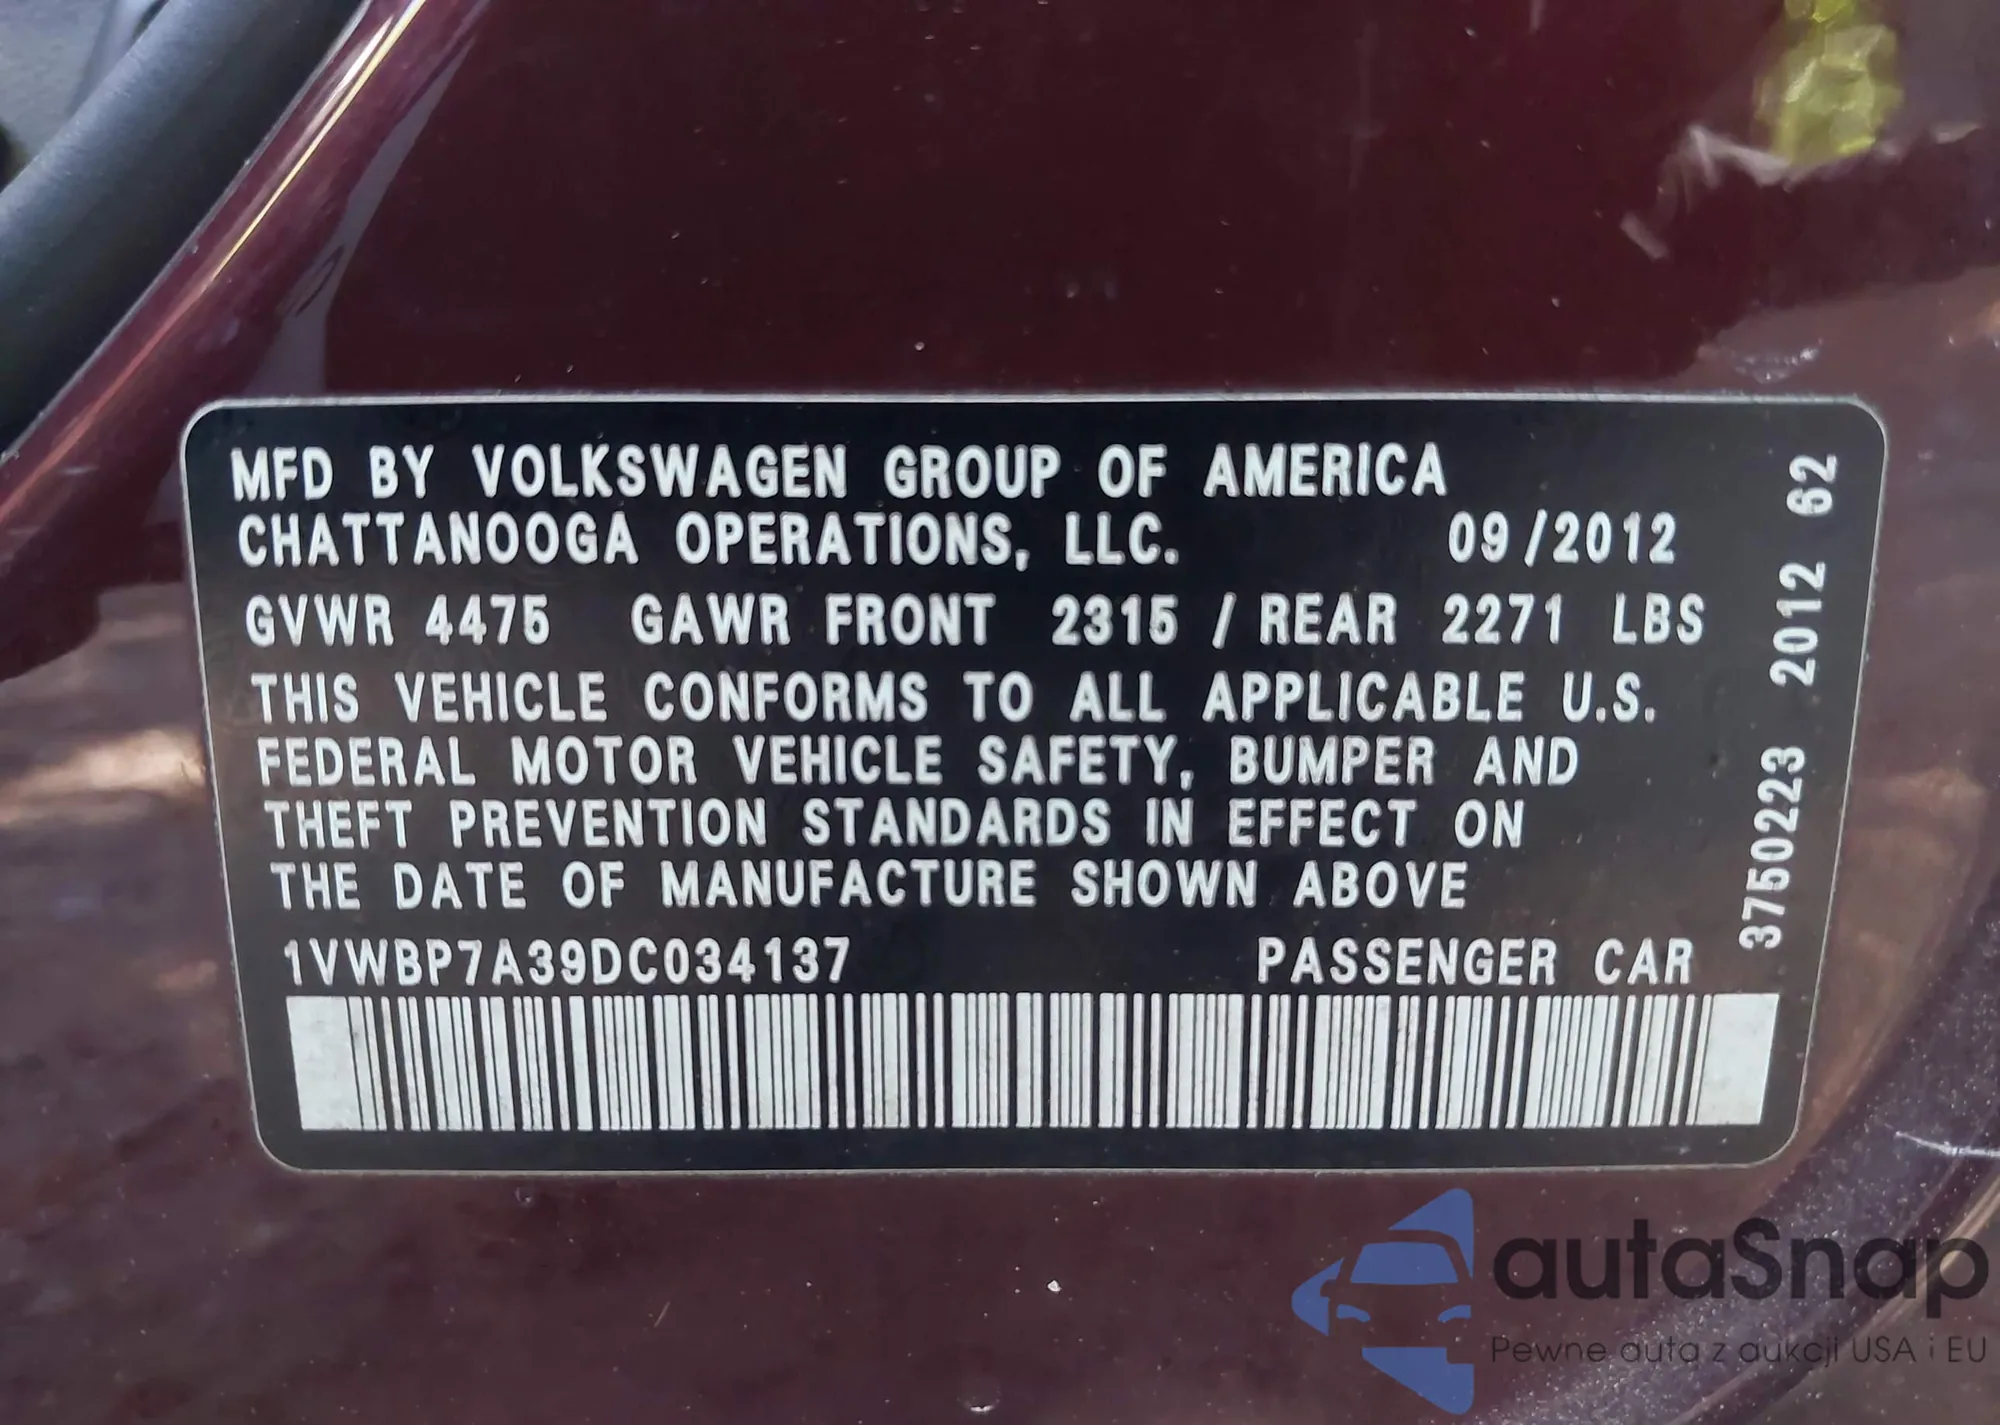 MFD BY VOLKSWAGEN GROUP OF AMERICA
CHATTANOOGA OPERATIONS, LLC. 09/2012
GVWR 4475 GAWR FRONT 2315 / REAR 2271 LBS
THIS VEHICLE CONFORMS TO ALL APPLICABLE U.S.
FEDERAL MOTOR VEHICLE SAFETY, BUMPER AND
THEFT PREVENTION STANDARDS IN EFFECT ON
THE DATE OF MANUFACTURE SHOWN ABOVE
1VWBP7A39DC034137 PASSENGER CAR
3750223 2012 62
autaSnap
Pewne auta z aukcji USA i EU